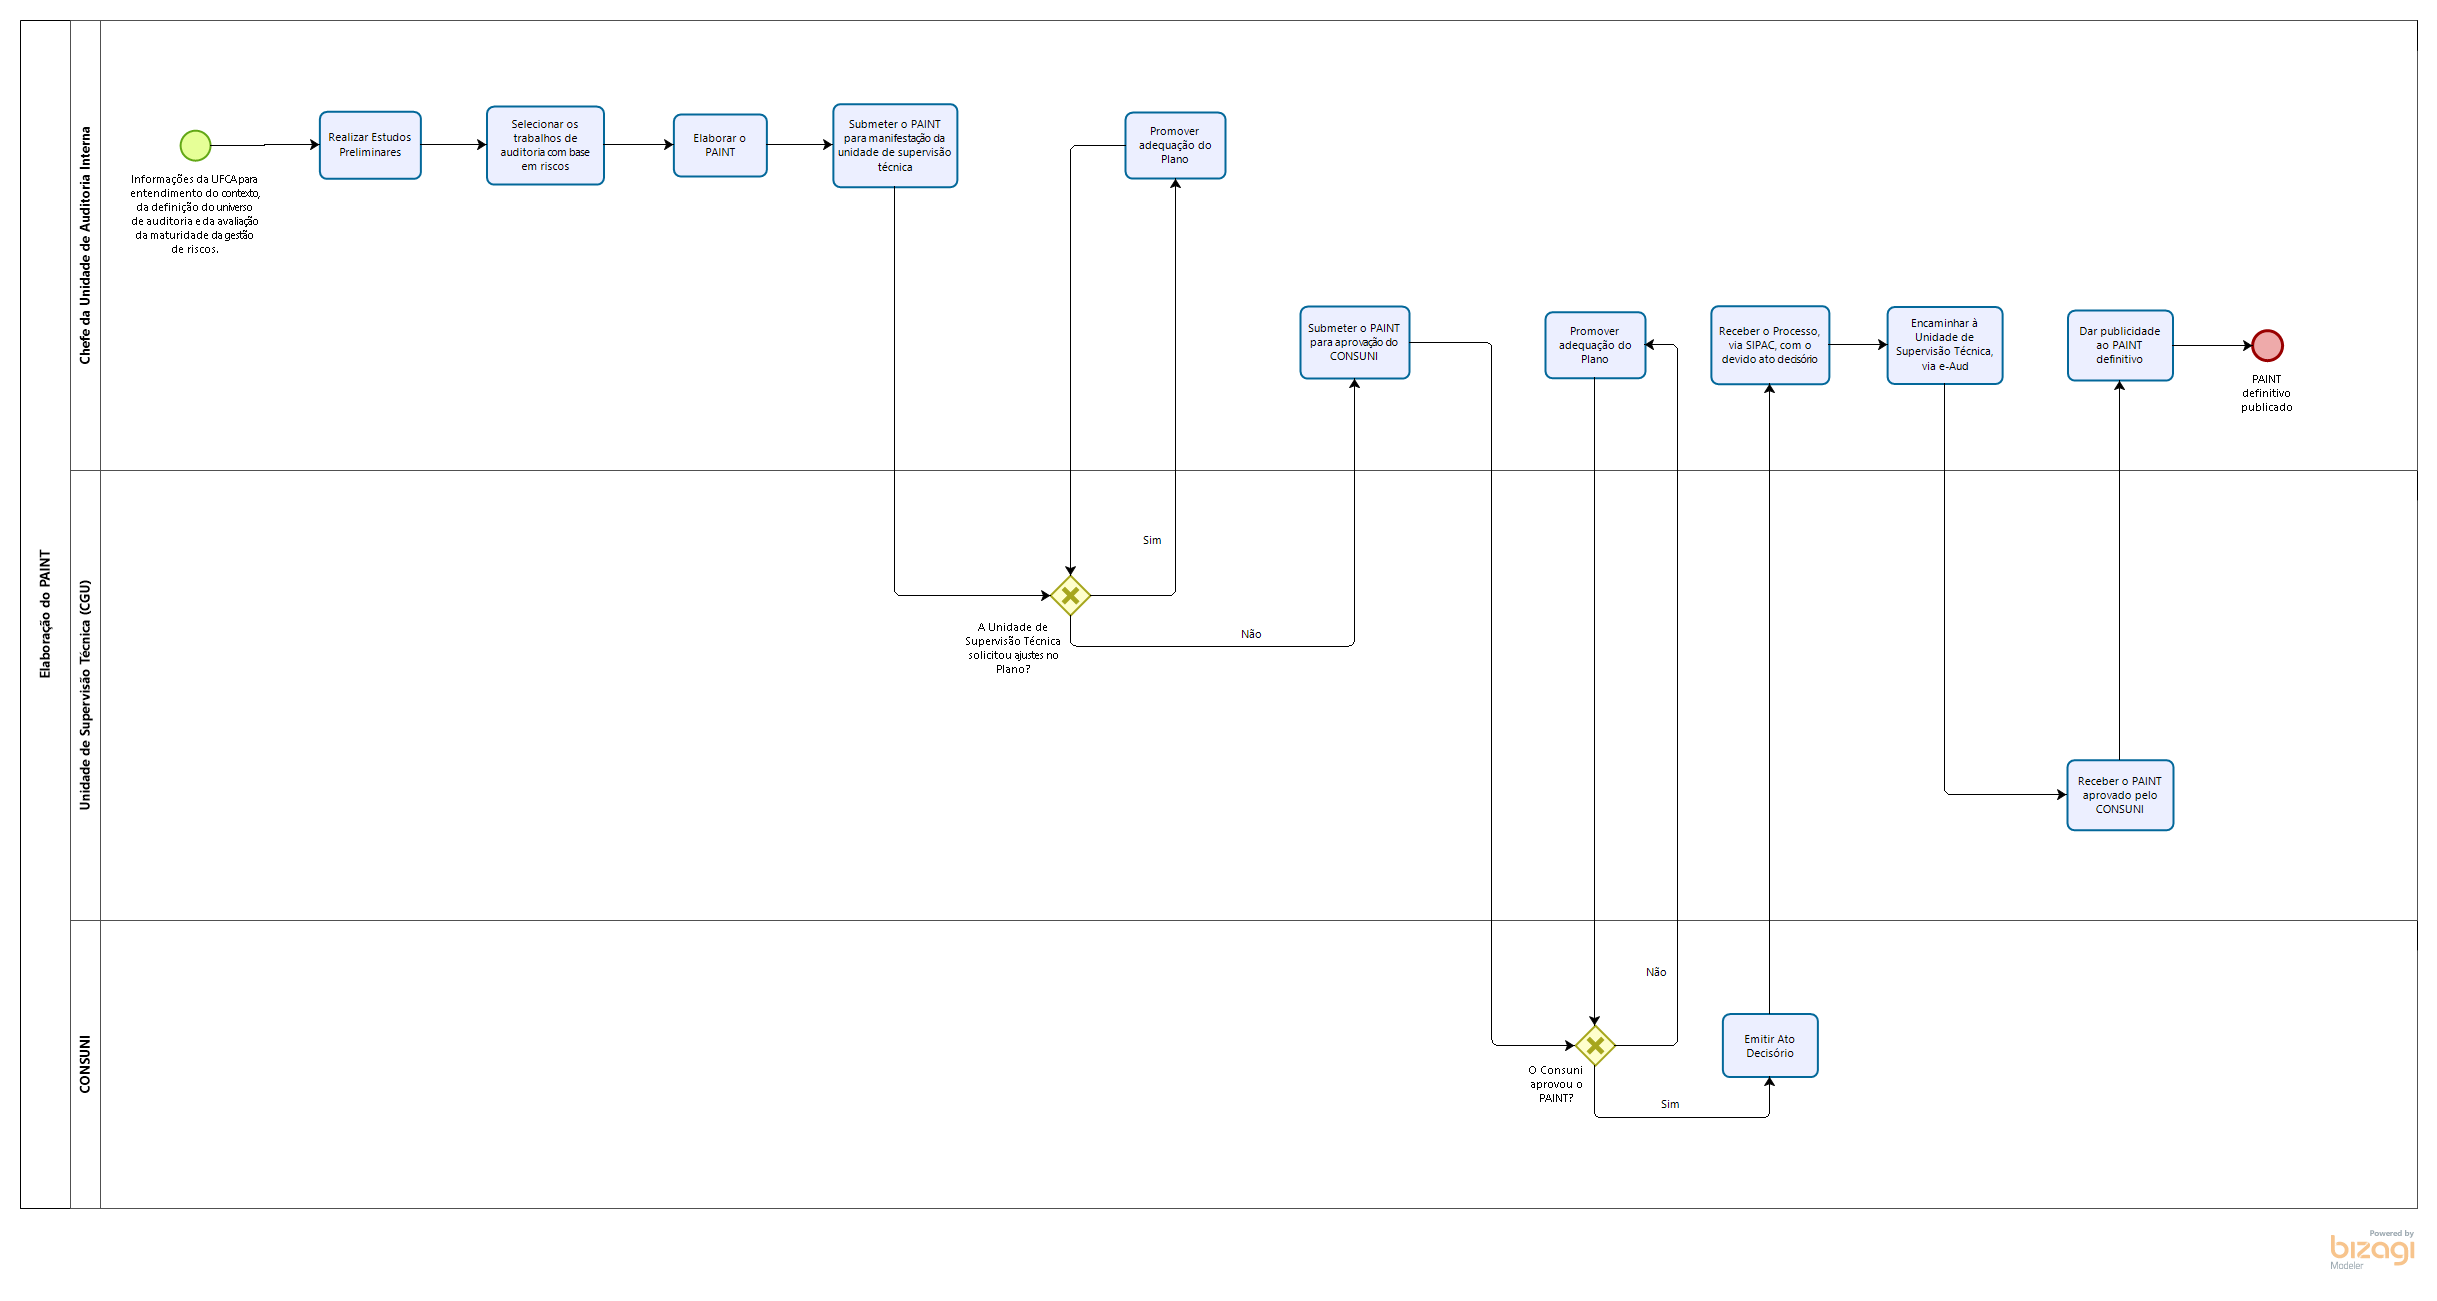 Elaboração do PAINT
Chefe da Unidade de Auditoria Interna
Informações da UFCA para
entendimento do contexto,
da definição do universo
de auditoria e da avaliação
da maturidade da gestão
de riscos.
Realizar Estudos
Preliminares
Selecionar os
trabalhos de
auditoria com base
em riscos
Elaborar o
PAINT
Submeter o PAINT
para manifestação da
unidade de supervisão
técnica
Promover
adequação do
Plano
Submeter o PAINT
para aprovação do
CONSUNI
Promover
adequação do
Plano
Receber o Processo,
via SIPAC, com o
devido ato decisório
Encaminhar à
Unidade de
Supervisão Técnica,
via e-Aud
Dar publicidade
ao PAINT
definitivo
PAINT
definitivo
publicado
Unidade de Supervisão Técnica (CGU)
Sim
A Unidade de
Supervisão Técnica
solicitou ajustes no
Plano?
Não
Receber o PAINT
aprovado pelo
CONSUNI
CONSUNI
Não
O Consuni
aprovou o
PAINT?
Sim
Emitir Ato
Decisório
Powered by
bizagi
Modeler